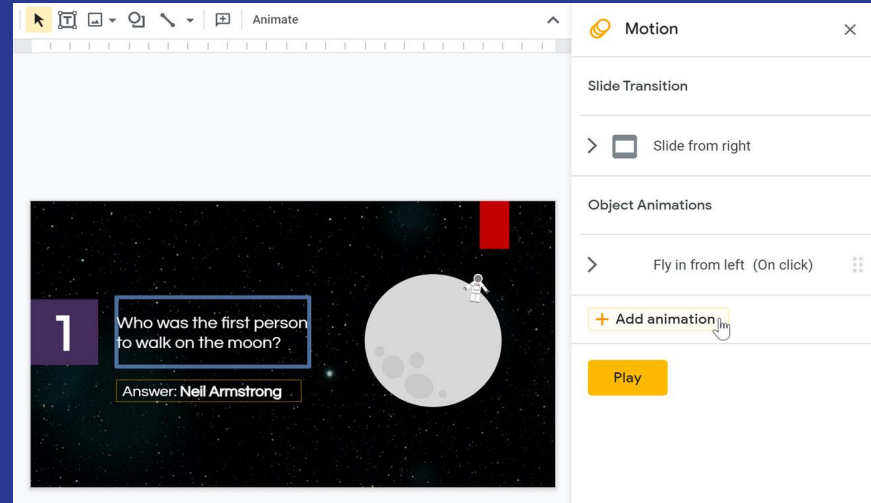 Animate
Motion
Slide Transition
Slide from right
Object Animations
Fly in from left (On click)
+ Add animation
Play
1
Who was the first person
to walk on the moon?
Answer: Neil Armstrong